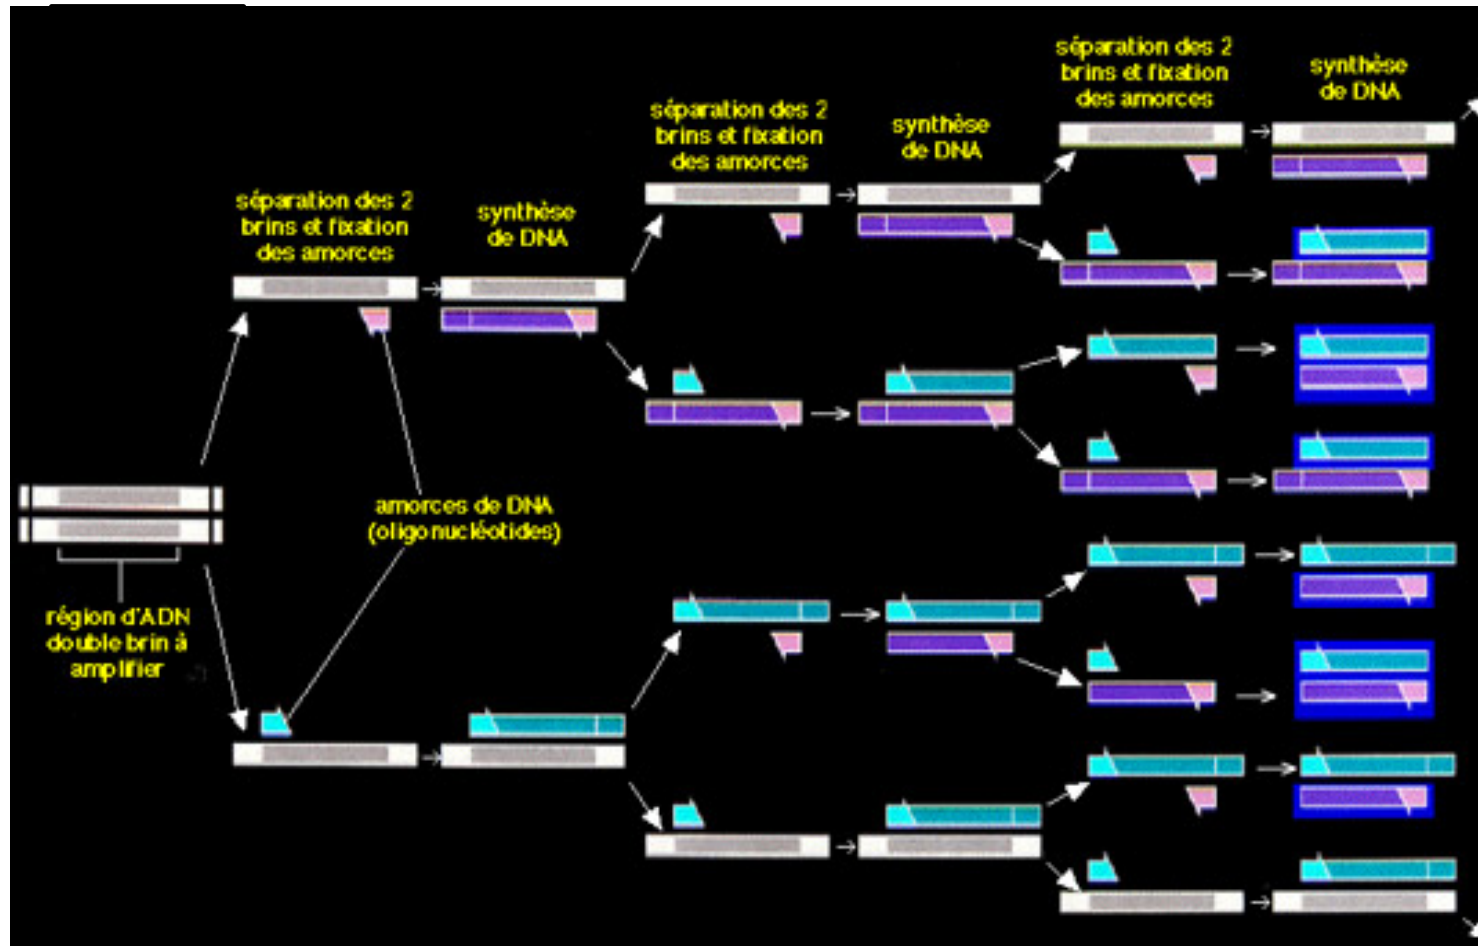 séparation des 2
brins et fixation
des amorces
synthèse
de DNA
séparation des 2
brins et fixation
des amorces
synthèse
de DNA
séparation des 2
brins et fixation
des amorces
synthèse
de DNA
amorces de DNA
(oligonucléotides)
région d'ADN
double brin à
amplifier